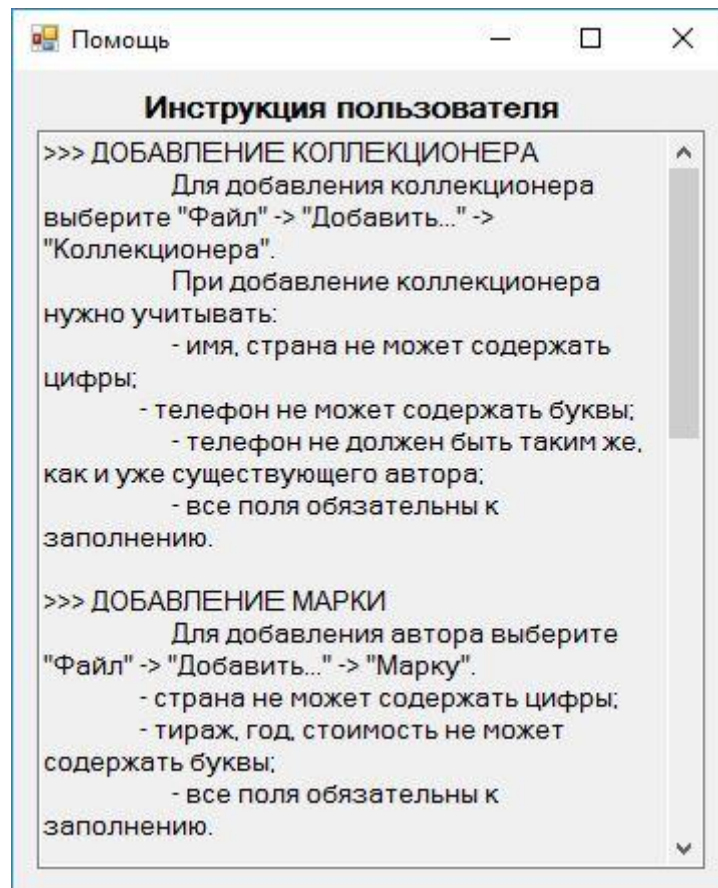 Помощь
Инструкция пользователя
>>> ДОБАВЛЕНИЕ КОЛЛЕКЦИОНЕРА
Для добавления коллекционера
выберите "Файл" -> "Добавить..." ->
"Коллекционера".
При добавление коллекционера
нужно учитывать:
- имя, страна не может содержать
цифры;
- телефон не может содержать буквы;
- телефон не должен быть таким же,
как и уже существующего автора;
- все поля обязательны к
заполнению.
>>> ДОБАВЛЕНИЕ МАРКИ
Для добавления автора выберите
"Файл" -> "Добавить..." -> "Марку".
- страна не может содержать цифры;
- тираж, год, стоимость не может
содержать буквы;
- все поля обязательны к
заполнению.